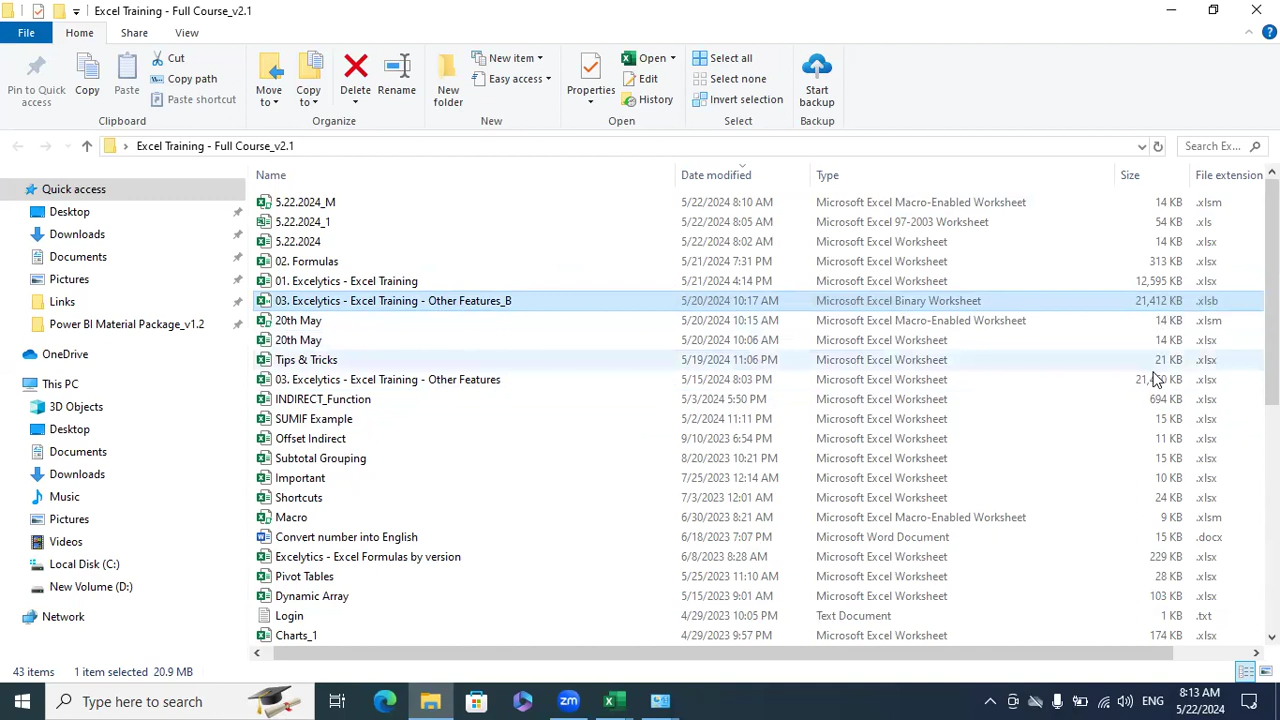 Excel Training - Full Course_v2.1
File Home Share View
Pin to Quick access
Copy
Paste
Cut
Copy path
Paste shortcut
Clipboard
Move to
Copy to
Delete
Rename
Organize
New folder
New item
Easy access
New
Properties
Open
Edit
History
Open
Select all
Select none
Invert selection
Select
Start backup
Backup
Excel Training - Full Course_v2.1
Search Ex...
Quick access
Desktop
Downloads
Documents
Pictures
Links
Power BI Material Package_v1.2
OneDrive
This PC
3D Objects
Desktop
Documents
Downloads
Music
Pictures
Videos
Local Disk (C:)
New Volume (D:)
Network
Name Date modified Type Size File extension
5.22.2024_M 5/22/2024 8:10 AM Microsoft Excel Macro-Enabled Worksheet 14 KB .xlsm
5.22.2024_1 5/22/2024 8:05 AM Microsoft Excel 97-2003 Worksheet 54 KB .xls
5.22.2024 5/22/2024 8:02 AM Microsoft Excel Worksheet 14 KB .xlsx
02. Formulas 5/21/2024 7:31 PM Microsoft Excel Worksheet 313 KB .xlsx
01. Excelytics - Excel Training 5/21/2024 4:14 PM Microsoft Excel Worksheet 12,595 KB .xlsx
03. Excelytics - Excel Training - Other Features_B 5/20/2024 10:17 AM Microsoft Excel Binary Worksheet 21,412 KB .xlsb
20th May 5/20/2024 10:15 AM Microsoft Excel Macro-Enabled Worksheet 14 KB .xlsm
20th May 5/20/2024 10:06 AM Microsoft Excel Worksheet 14 KB .xlsx
Tips & Tricks 5/19/2024 11:06 PM Microsoft Excel Worksheet 21 KB .xlsx
03. Excelytics - Excel Training - Other Features 5/15/2024 8:03 PM Microsoft Excel Worksheet KB .xlsx
INDIRECT_Function 5/3/2024 5:50 PM Microsoft Excel Worksheet 694 KB .xlsx
SUMIF Example 5/2/2024 11:11 PM Microsoft Excel Worksheet 15 KB .xlsx
Offset Indirect 9/10/2023 6:54 PM Microsoft Excel Worksheet 11 KB .xlsx
Subtotal Grouping 8/20/2023 10:21 PM Microsoft Excel Worksheet 15 KB .xlsx
Important 7/25/2023 12:14 AM Microsoft Excel Worksheet 10 KB .xlsx
Shortcuts 7/3/2023 12:01 AM Microsoft Excel Worksheet 24 KB .xlsx
Macro 6/30/2023 8:21 AM Microsoft Excel Macro-Enabled Worksheet 9 KB .xlsm
Convert number into English 6/18/2023 7:07 PM Microsoft Word Document 15 KB .docx
Excelytics - Excel Formulas by version 6/8/2023 8:28 AM Microsoft Excel Worksheet 229 KB .xlsx
Pivot Tables 5/25/2023 11:10 AM Microsoft Excel Worksheet 28 KB .xlsx
Dynamic Array 5/15/2023 9:01 AM Microsoft Excel Worksheet 103 KB .xlsx
Login 4/29/2023 10:05 PM Text Document 1 KB .txt
Charts_1 4/29/2023 9:57 PM Microsoft Excel Worksheet 174 KB .xlsx
43 items 1 item selected 20.9 MB
Type here to search
zm
ENG
8:13 AM
5/22/2024